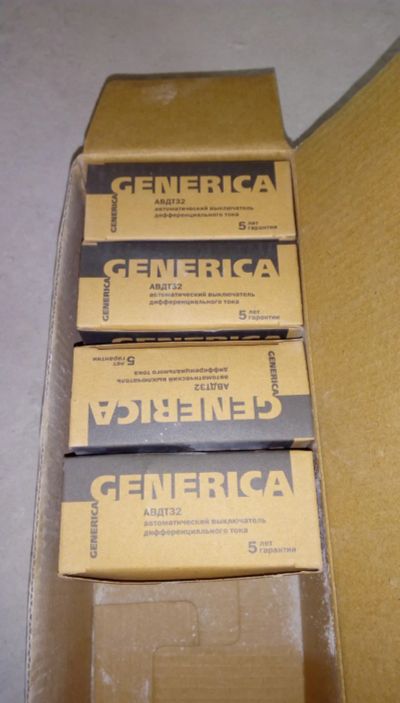 GENERICA
GENERICA
АВДТ32
автоматический выключатель
дифференциального тока
5 лет
гарантии
GENERICA
GENERICA
АВДТ32
автоматический выключатель
дифференциального тока
5 лет
гарантии
GENERICA
GENERICA
АВДТ32
автоматический выключатель
дифференциального тока
5 лет
гарантии
GENERICA
GENERICA
АВДТ32
автоматический выключатель
дифференциального тока
5 лет
гарантии